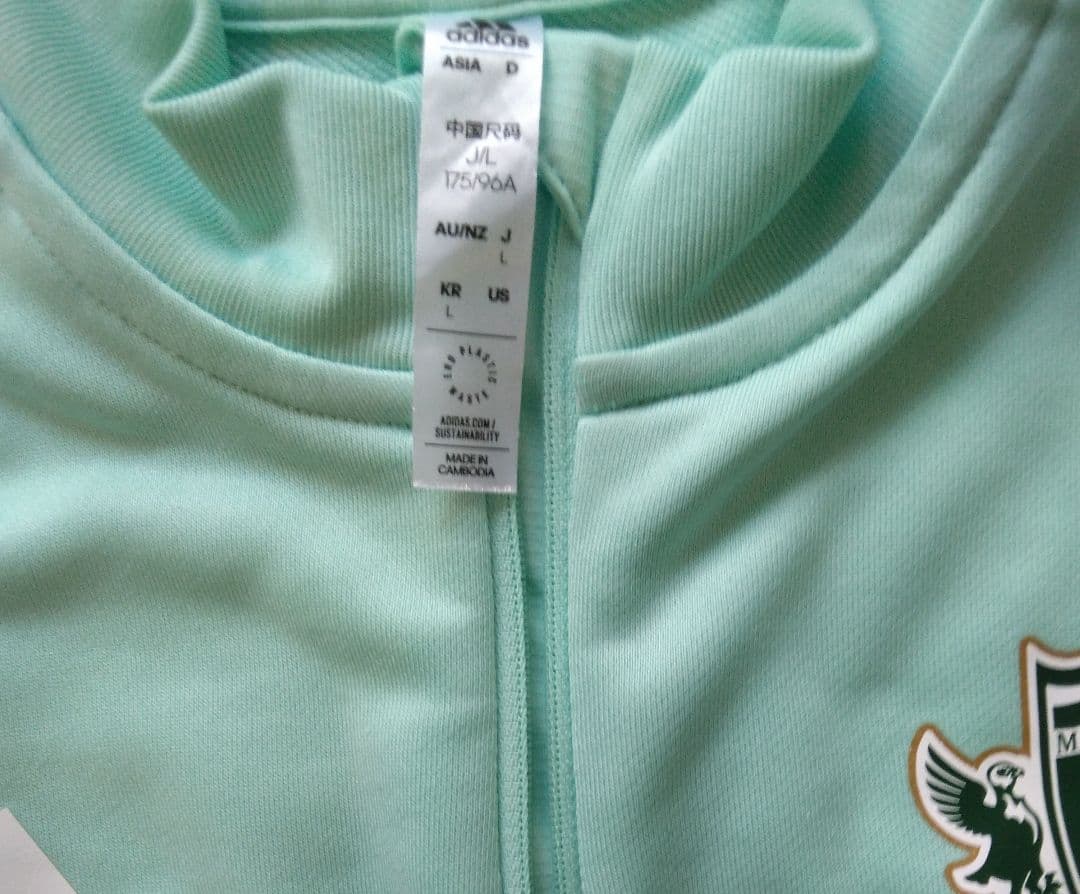 adidas
ASIA D
中国尺码
J/L
175/96A
AU/NZ J
L
KR US
L
END PLASTIC WASTE
ADIDAS.COM/
SUSTAINABILITY
MADE IN
CAMBODIA
M